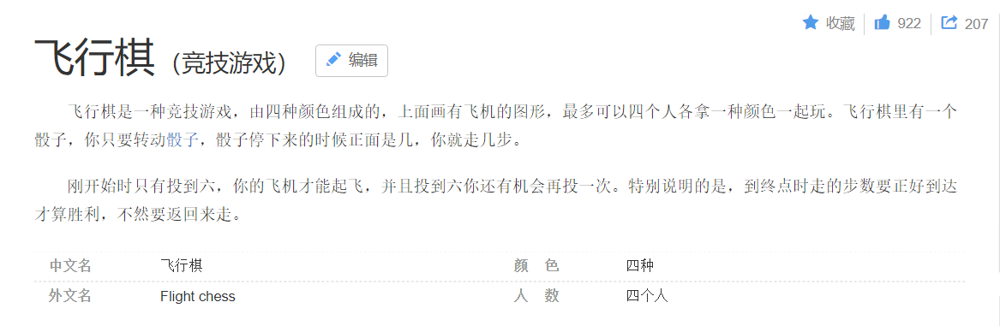 收藏 922 207
飞行棋（竞技游戏） 编辑
飞行棋是一种竞技游戏，由四种颜色组成的，上面画有飞机的图形，最多可以四个人各拿一种颜色一起玩。飞行棋里有一个
骰子，你只要转动骰子，骰子停下来的时候正面是几，你就走几步。
刚开始时只有投到六，你的飞机才能起飞，并且投到六你还有机会再投一次。特别说明的是，到终点时走的步数要正好到达
才算胜利，不然要返回来走。
中文名 飞行棋 颜 色 四种
外文名 Flight chess 人 数 四个人